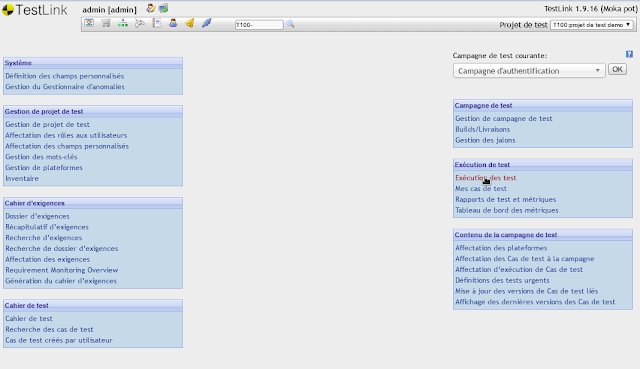 TestLink
admin [admin]
TestLink 1.9.16 (Moka pot)
T100-
Projet de test T100:projet de test demo
Système
Définition des champs personnalisés
Gestion du Gestionnaire d'anomalies
Gestion de projet de test
Gestion de projet de test
Affectation des rôles aux utilisateurs
Affectation des champs personnalisés
Gestion des mots-clés
Gestion de plateformes
Inventaire
Cahier d'exigences
Dossier d'exigences
Récapitulatif d'exigences
Recherche d'exigences
Recherche de dossier d'exigences
Affectation des exigences
Requirement Monitoring Overview
Génération du cahier d'exigences
Cahier de test
Cahier de test
Recherche des cas de test
Cas de test créés par utilisateur
Campagne de test courante:
Campagne d'authentification
OK
Campagne de test
Gestion de campagne de test
Builds/Livraisons
Gestion des jalons
Exécution de test
Exécution des test
Mes cas de test
Rapports de test et métriques
Tableau de bord des métriques
Contenu de la campagne de test
Affectation des plateformes
Affectation des Cas de test à la campagne
Affectation d'exécution de Cas de test
Définitions des tests urgents
Mise à jour des versions de Cas de test liés
Affichage des dernières versions des Cas de test